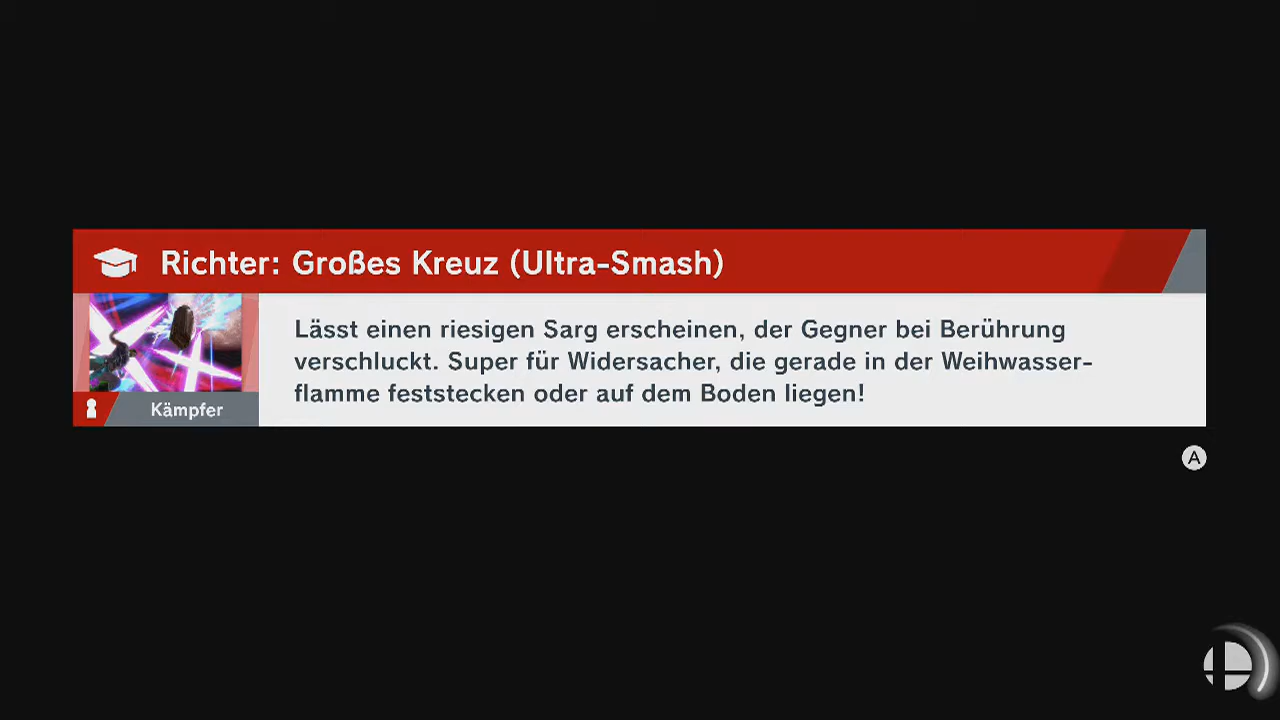 Richter: Großes Kreuz (Ultra-Smash)
Lässt einen riesigen Sarg erscheinen, der Gegner bei Berührung
verschluckt. Super für Widersacher, die gerade in der Weihwasser-
flamme feststecken oder auf dem Boden liegen!
Kämpfer
A